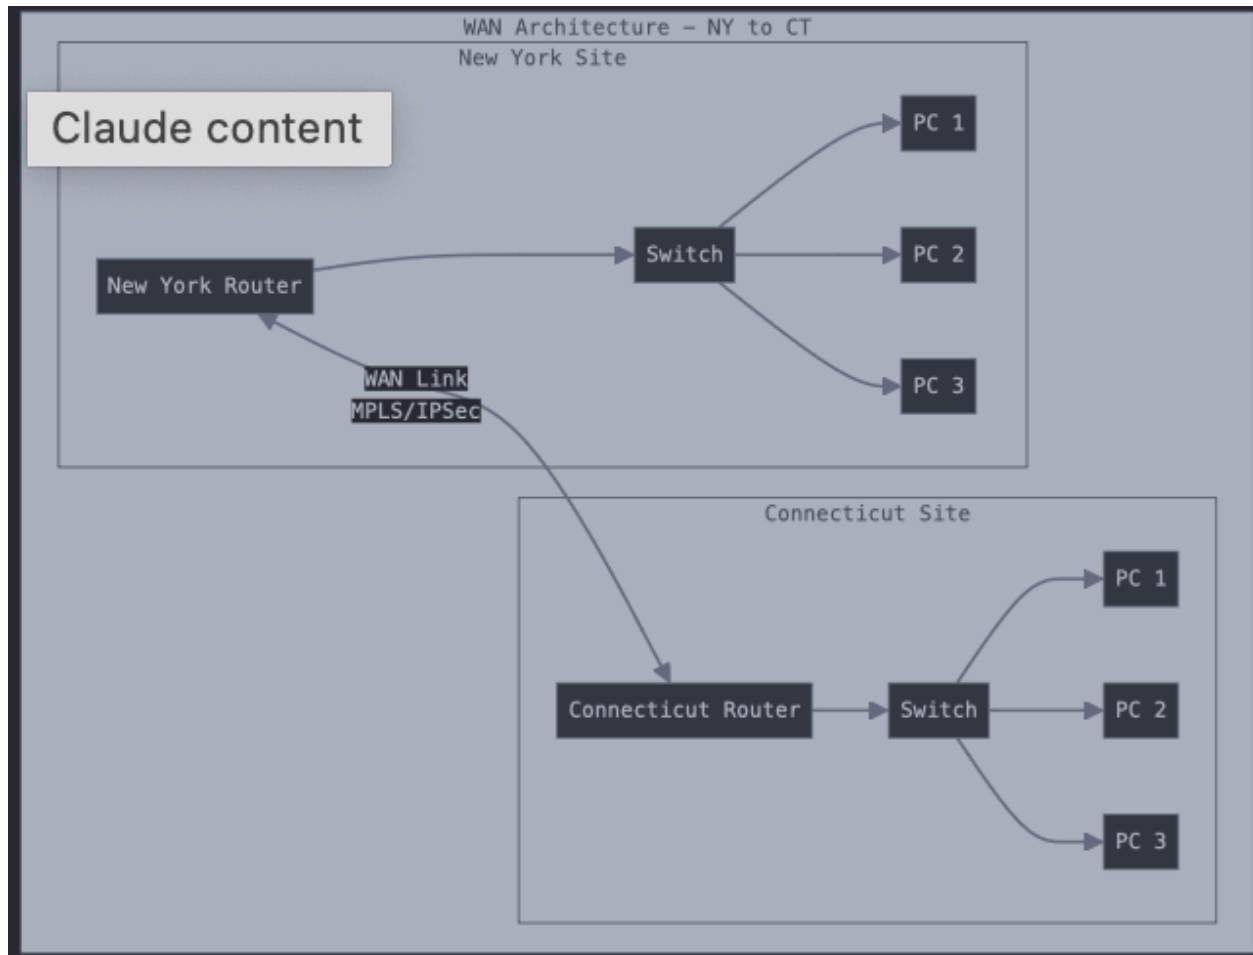 WAN Architecture – NY to CT
New York Site
Claude content
PC 1
New York Router
Switch
PC 2
PC 3
WAN Link
MPLS/IPSec
Connecticut Site
PC 1
Connecticut Router
Switch
PC 2
PC 3